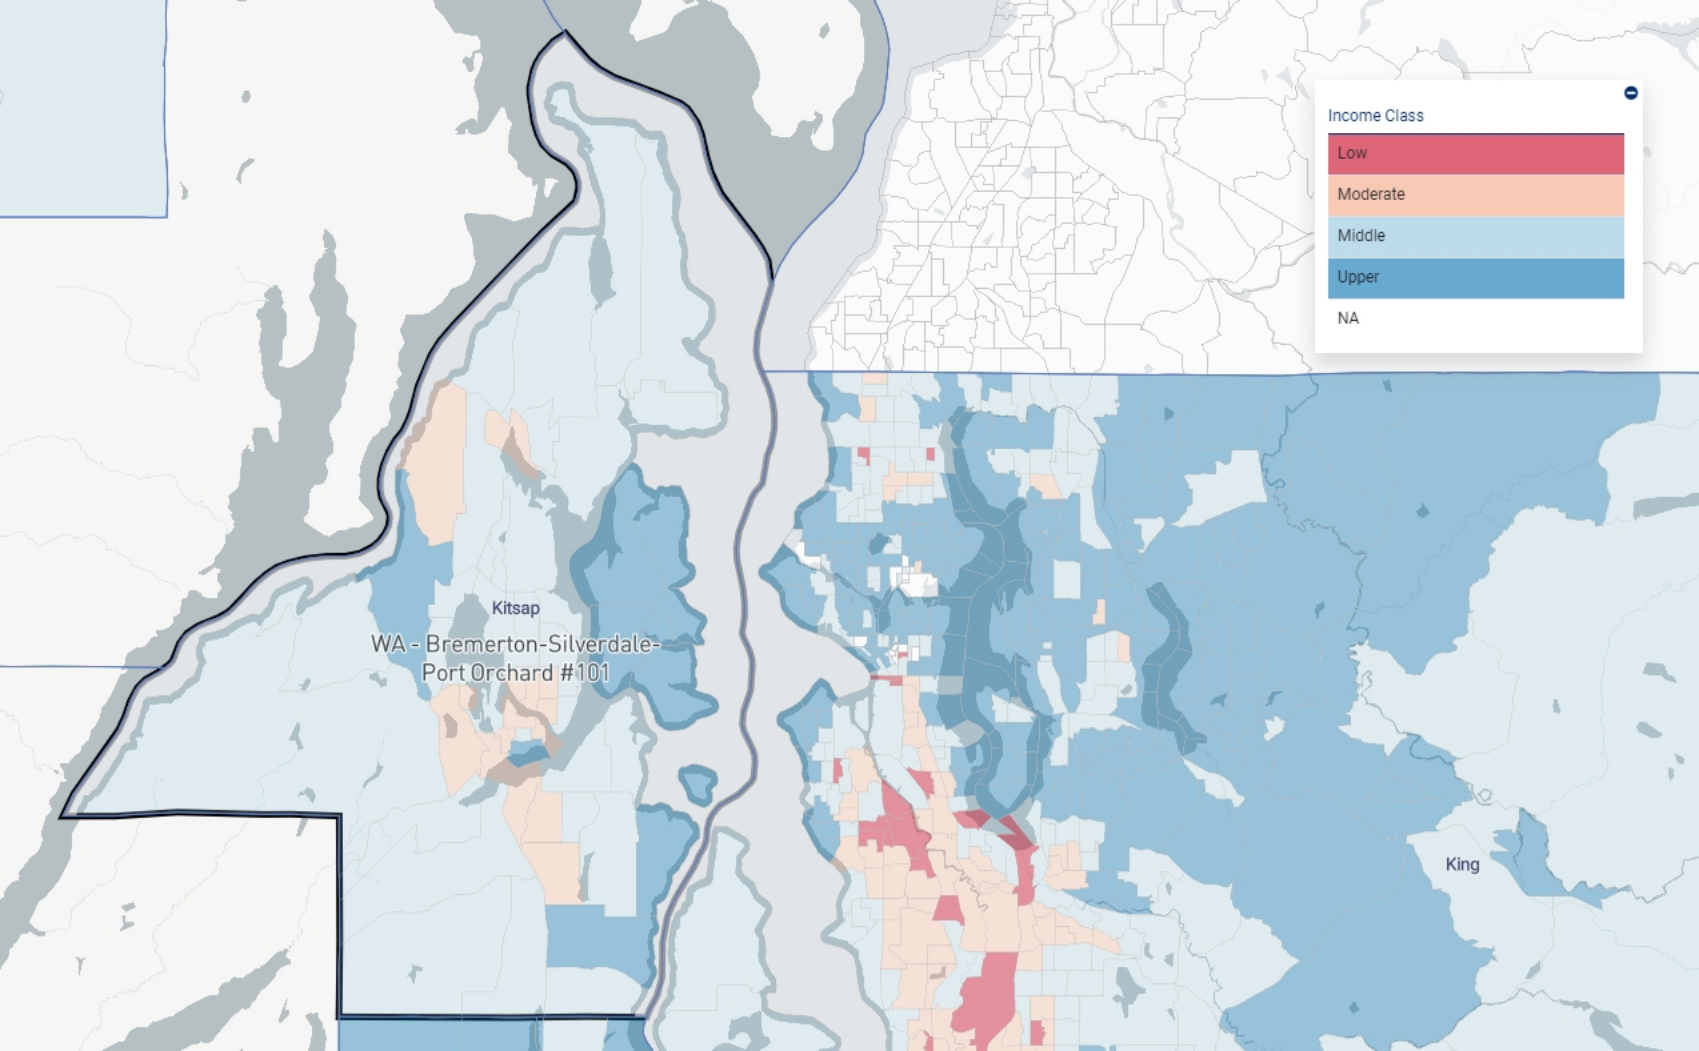 Income Class
Low
Moderate
Middle
Upper
NA
Kitsap
WA - Bremerton-Silverdale-
Port Orchard #101
King